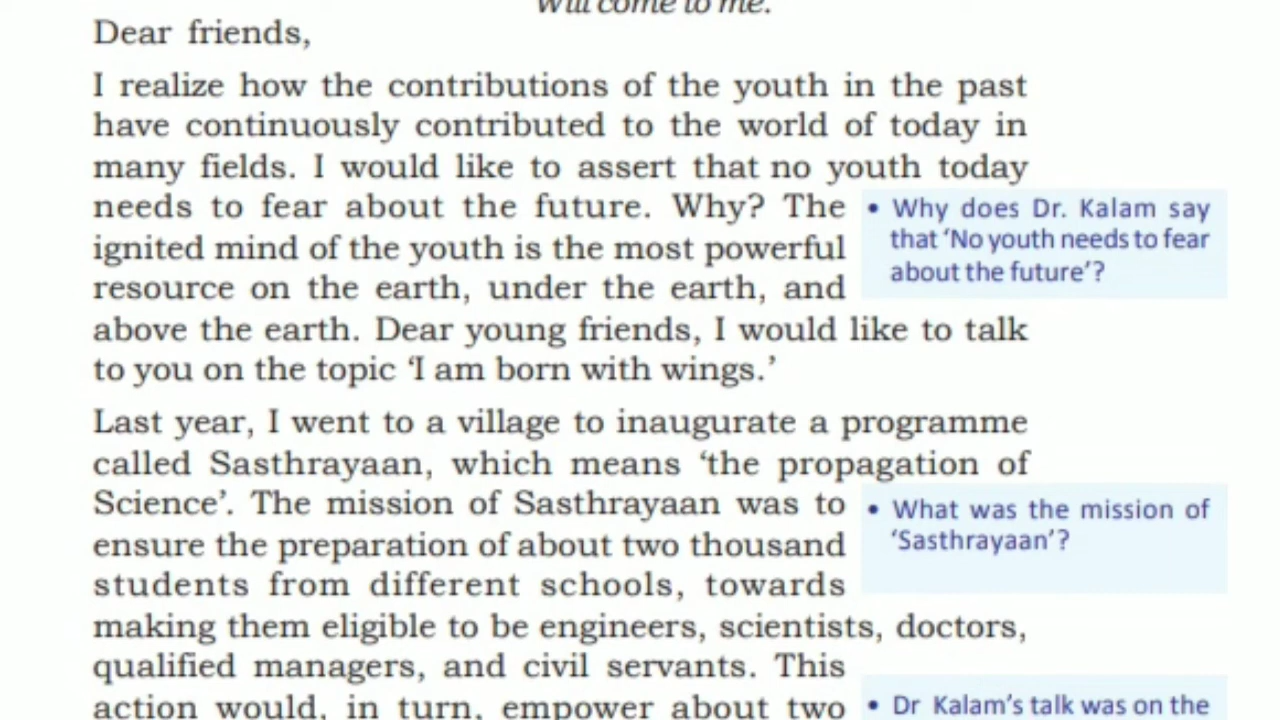 Will come to me.
Dear friends,
I realize how the contributions of the youth in the past
have continuously contributed to the world of today in
many fields. I would like to assert that no youth today
needs to fear about the future. Why? The
ignited mind of the youth is the most powerful
resource on the earth, under the earth, and
above the earth. Dear young friends, I would like to talk
to you on the topic ‘I am born with wings.’
• Why does Dr. Kalam say
that ‘No youth needs to fear
about the future’?
Last year, I went to a village to inaugurate a programme
called Sasthrayaan, which means ‘the propagation of
Science’. The mission of Sasthrayaan was to
ensure the preparation of about two thousand
students from different schools, towards
making them eligible to be engineers, scientists, doctors,
qualified managers, and civil servants. This
action would, in turn, empower about two
• What was the mission of
‘Sasthrayaan’?
• Dr Kalam’s talk was on the